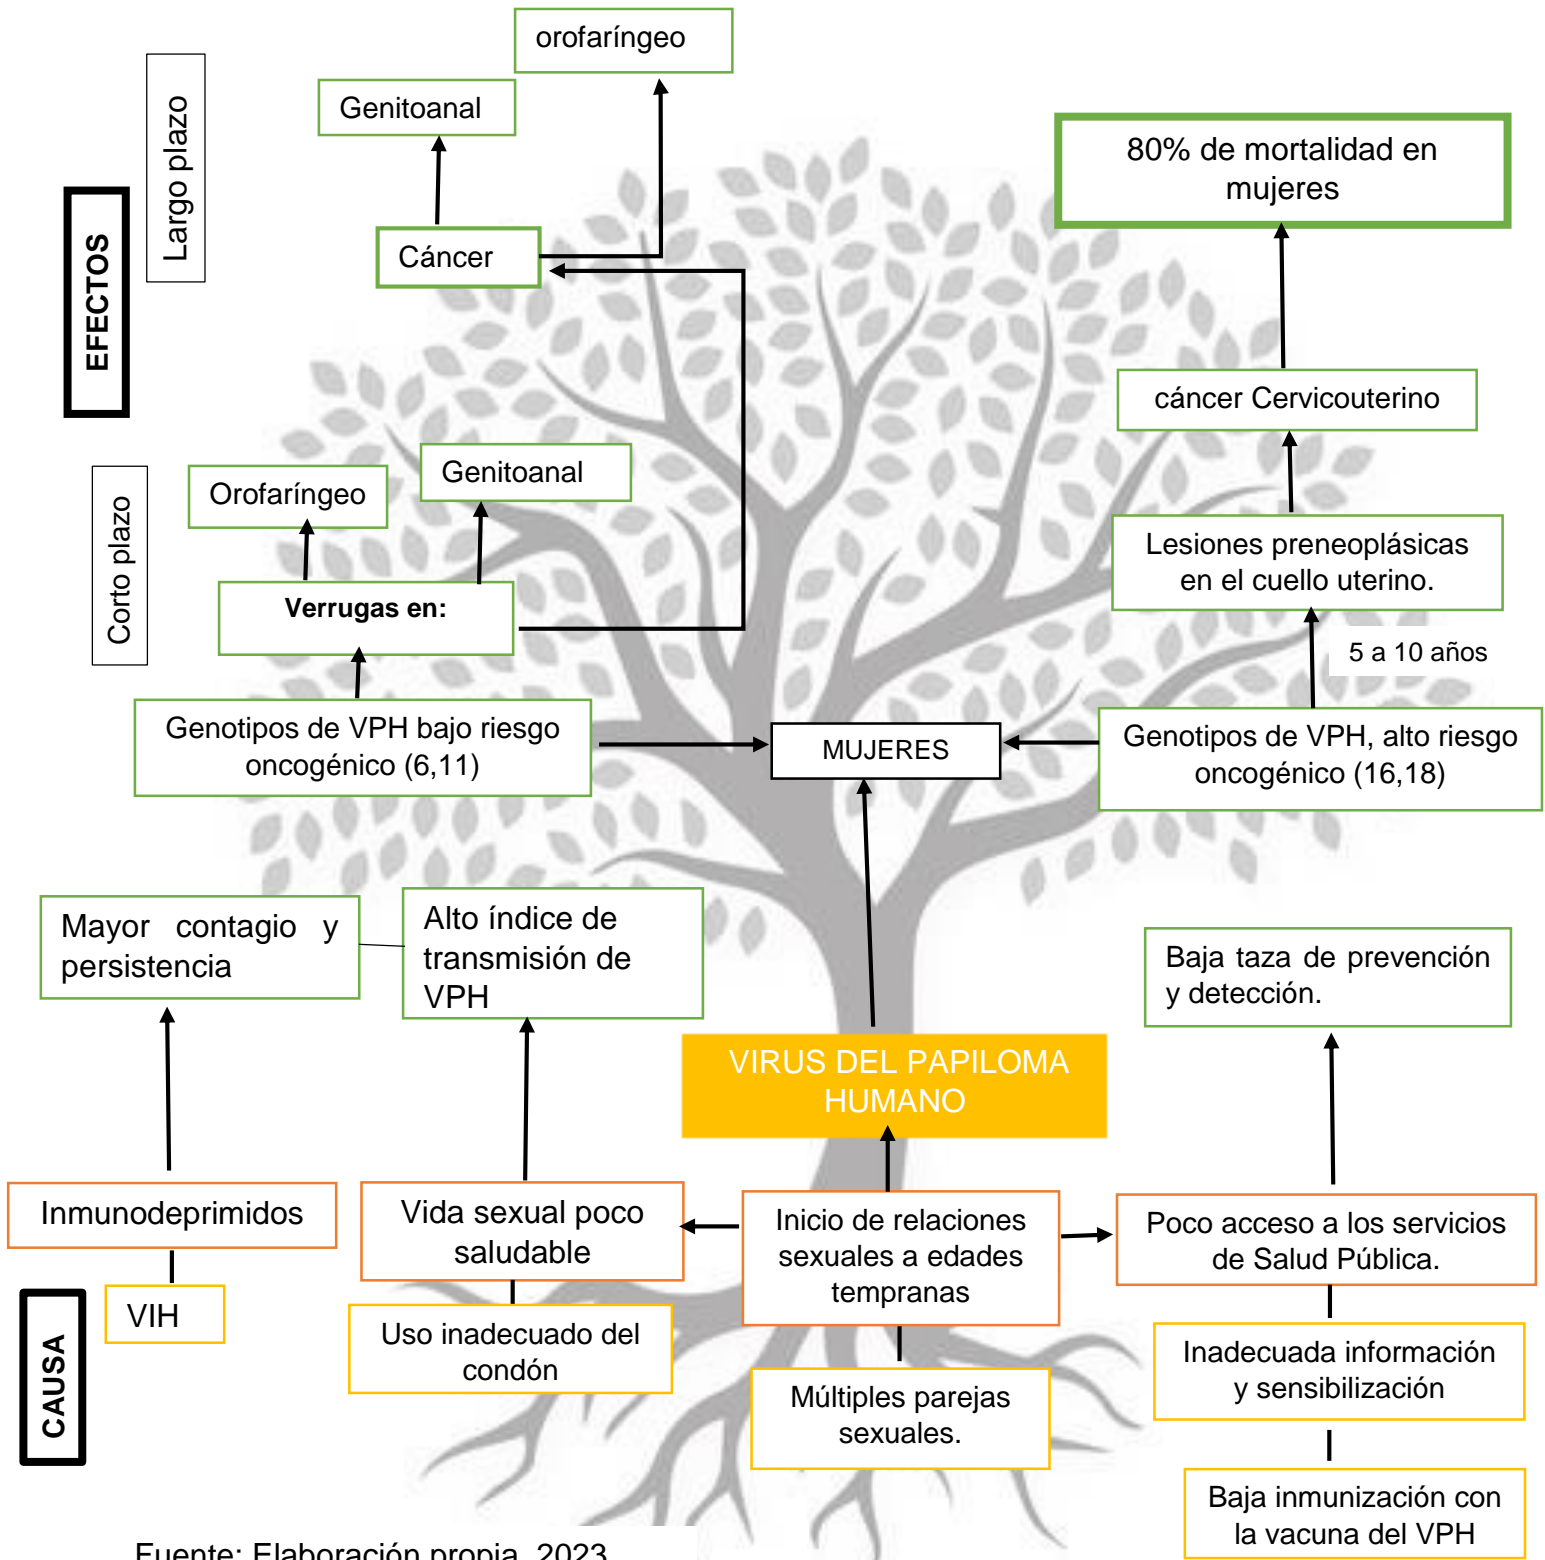 orofaríngeo
Genitoanal
Largo plazo
80% de mortalidad en
mujeres
EFECTOS
Cáncer
cáncer Cervicouterino
Genitoanal
Orofaríngeo
Corto plazo
Lesiones preneoplásicas
en el cuello uterino.
Verrugas en:
5 a 10 años
Genotipos de VPH bajo riesgo
oncogénico (6,11)
MUJERES
Genotipos de VPH, alto riesgo
oncogénico (16,18)
Mayor contagio y
persistencia
Alto índice de
transmisión de
VPH
Baja taza de prevención
y detección.
VIRUS DEL PAPILOMA
HUMANO
Inmunodeprimidos
Vida sexual poco
saludable
Inicio de relaciones
sexuales a edades
tempranas
Poco acceso a los servicios
de Salud Pública.
VIH
CAUSA
Uso inadecuado del
condón
Múltiples parejas
sexuales.
Inadecuada información
y sensibilización
Baja inmunización con
la vacuna del VPH
Fuente: Elaboración propia, 2023